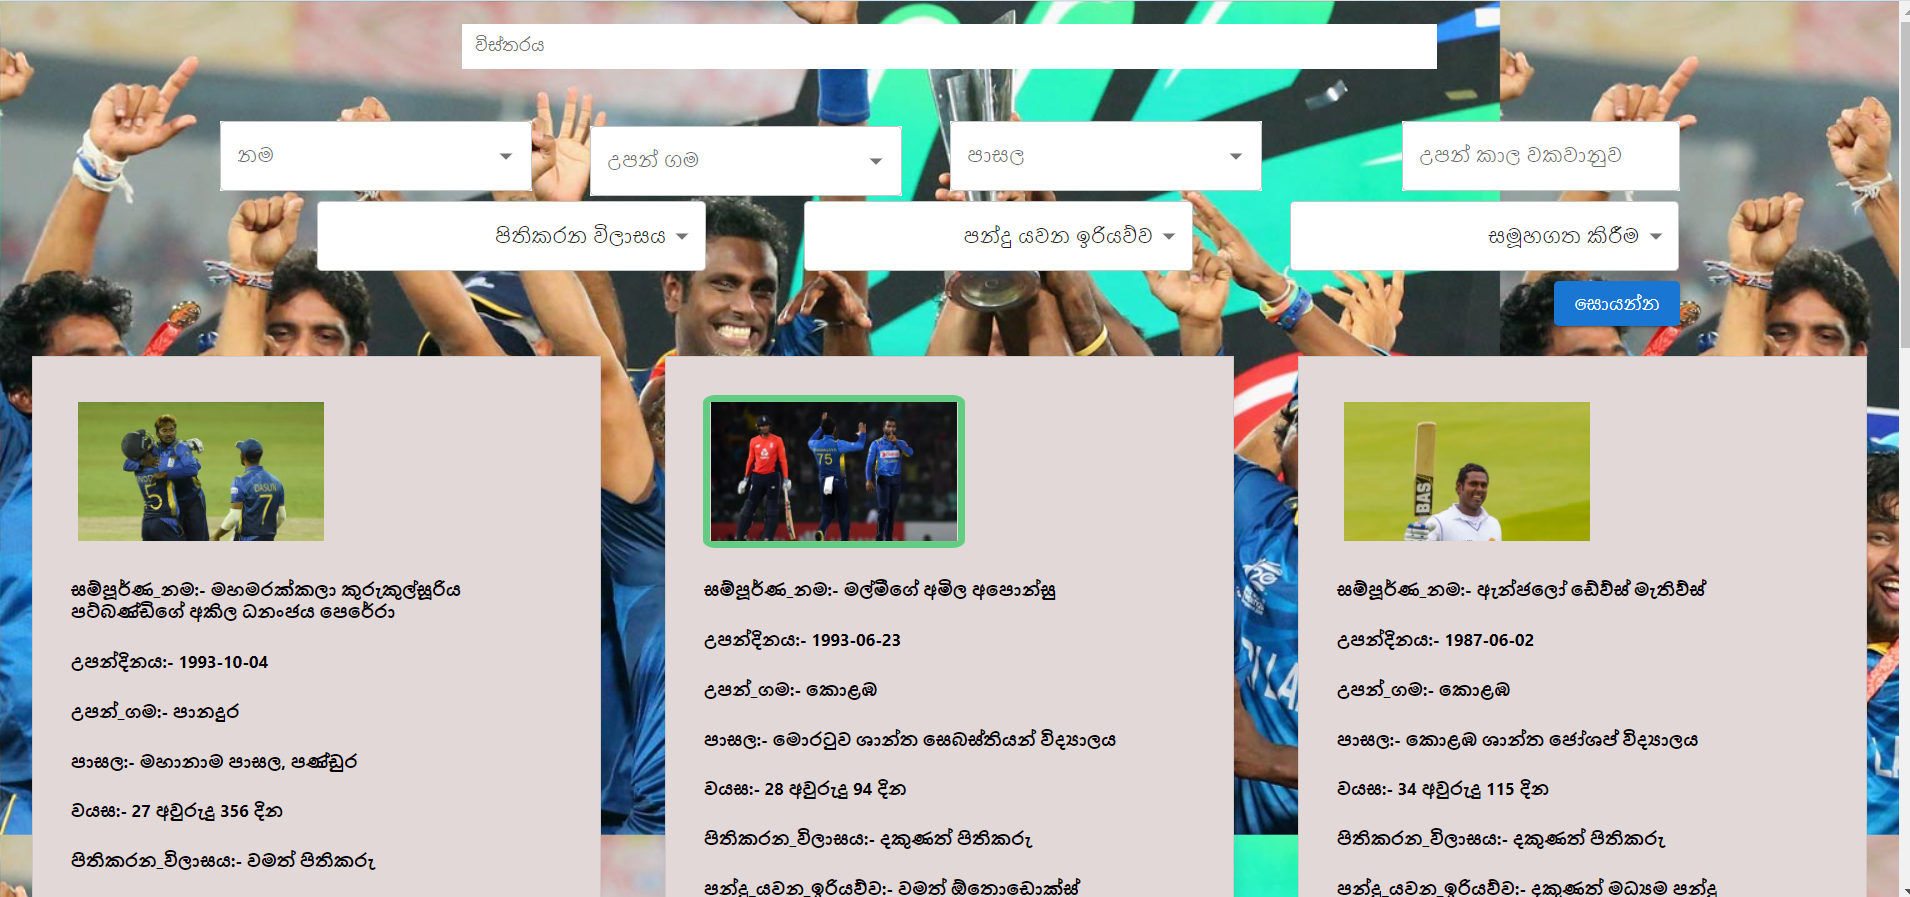 විස්තරය
නම
උපන් ගම
පාසල
උපන් කාල වකවානුව
පිතිකරන විලාසය
පන්දු යවන ඉරියව්ව
සමූහගත කිරීම
සොයන්න
5
DASUN
7
75
BAS
සම්පූර්ණ_නම:- මහමරක්කලා කුරුකුල්සූරිය
පටබැණ්ඩිගේ අකිල ධනංජය පෙරේරා
උපන්දිනය:- 1993-10-04
උපන්_ගම:- පානදුර
පාසල:- මහානාම පාසල, පණ්ඩුර
වයස:- 27 අවුරුදු 356 දින
පිතිකරන_විලාසය:- වමත් පිතිකරු
සම්පූර්ණ_නම:- මල්මීගේ අමිල අපොන්සු
උපන්දිනය:- 1993-06-23
උපන්_ගම:- කොළඹ
පාසල:- මොරටුව ශාන්ත සෙබස්තියන් විද්‍යාලය
වයස:- 28 අවුරුදු 94 දින
පිතිකරන_විලාසය:- දකුණත් පිතිකරු
පන්දු_යවන_ඉරියව්ව:- වමත් ඕතොඩොක්ස්
සම්පූර්ණ_නම:- ඇන්ජලෝ ඩේව්ස් මැතිව්ස්
උපන්දිනය:- 1987-06-02
උපන්_ගම:- කොළඹ
පාසල:- කොළඹ ශාන්ත ජෝශප් විද්‍යාලය
වයස:- 34 අවුරුදු 115 දින
පිතිකරන_විලාසය:- දකුණත් පිතිකරු
පන්දු_යවන_ඉරියව්ව:- දකුණත් මධ්‍යම පන්දු